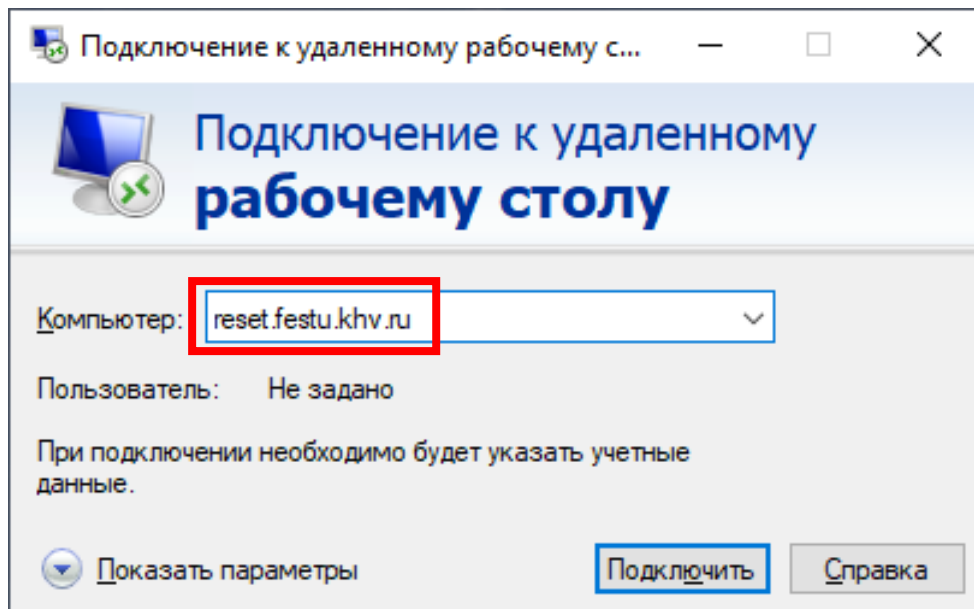 Подключение к удаленному рабочему с...
Подключение к удаленному
рабочему столу
Компьютер: reset.festu.khv.ru
Пользователь: Не задано
При подключении необходимо будет указать учетные
данные.
Показать параметры Подключить Справка